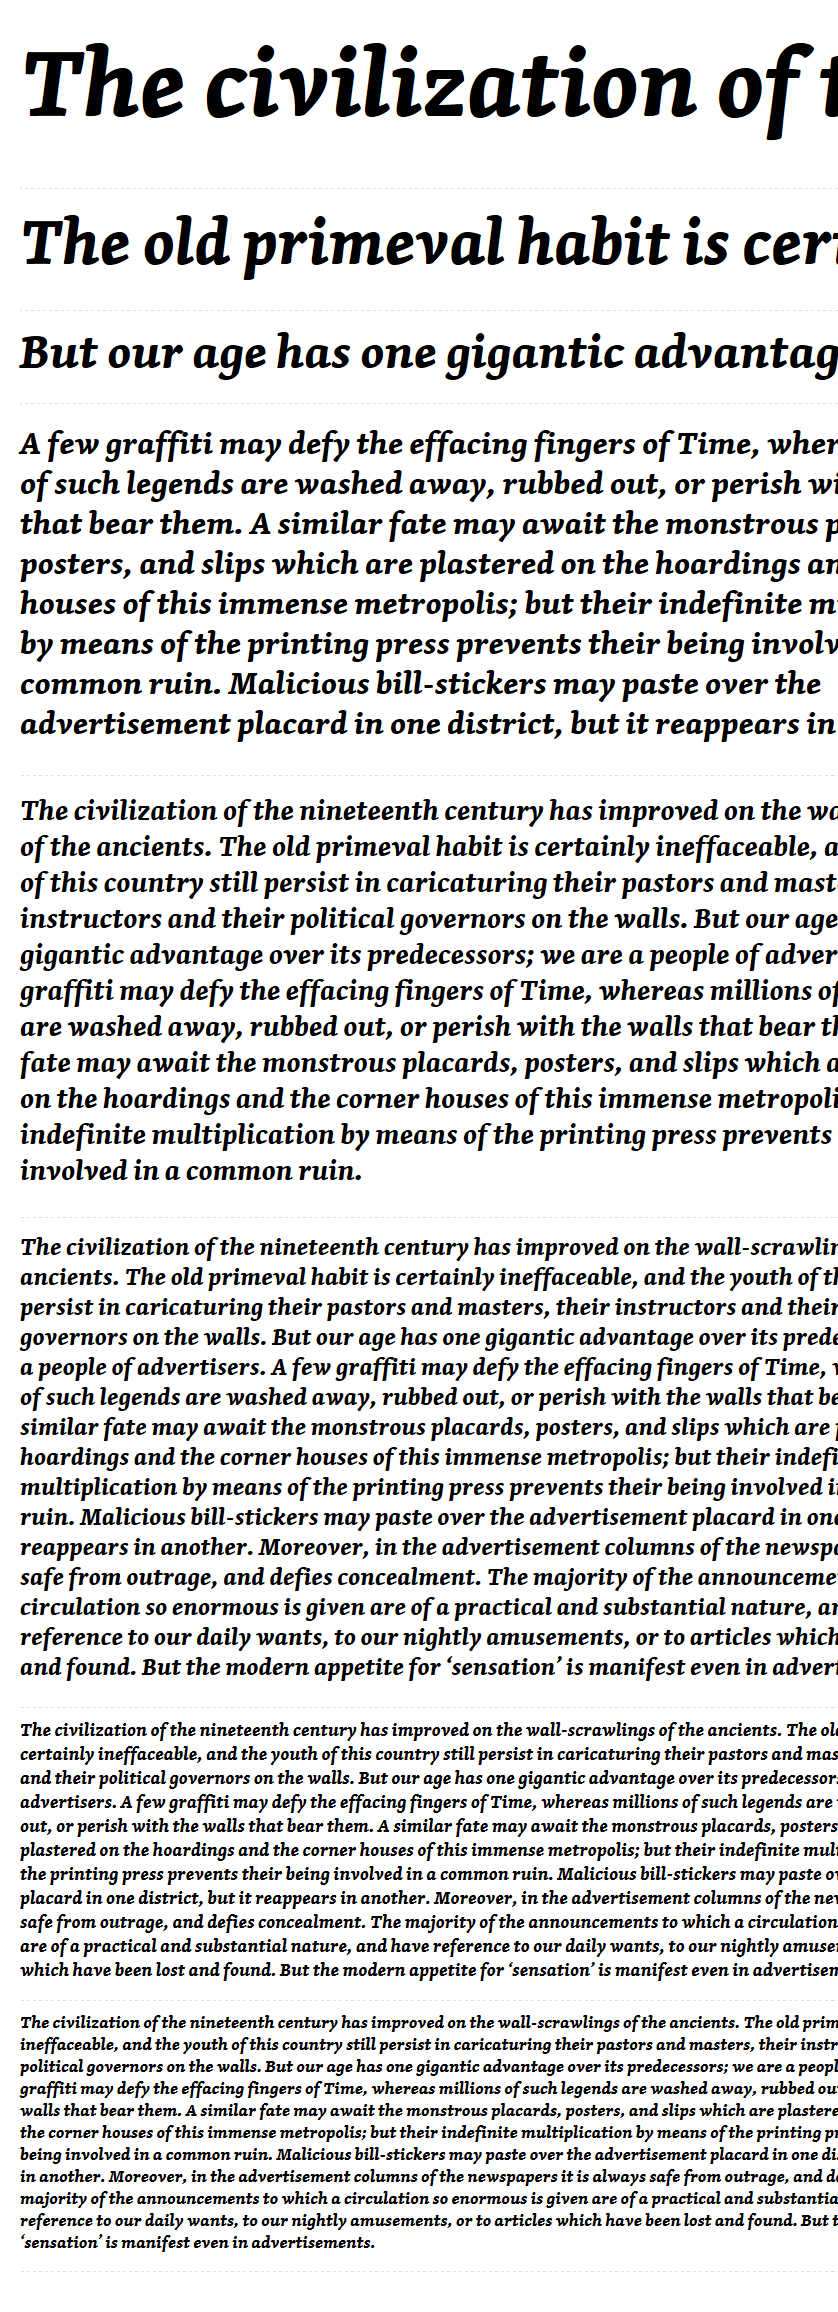 The civilization of t
The old primeval habit is cer
But our age has one gigantic advantag
A few graffiti may defy the effacing fingers of Time, wher
of such legends are washed away, rubbed out, or perish wi
that bear them. A similar fate may await the monstrous p
posters, and slips which are plastered on the hoardings an
houses of this immense metropolis; but their indefinite m
by means of the printing press prevents their being involv
common ruin. Malicious bill-stickers may paste over the
advertisement placard in one district, but it reappears in
The civilization of the nineteenth century has improved on the wa
of the ancients. The old primeval habit is certainly ineffaceable, a
of this country still persist in caricaturing their pastors and mast
instructors and their political governors on the walls. But our age
gigantic advantage over its predecessors; we are a people of adver
graffiti may defy the effacing fingers of Time, whereas millions of
are washed away, rubbed out, or perish with the walls that bear th
fate may await the monstrous placards, posters, and slips which a
on the hoardings and the corner houses of this immense metropoli
indefinite multiplication by means of the printing press prevents
involved in a common ruin.
The civilization of the nineteenth century has improved on the wall-scrawlin
ancients. The old primeval habit is certainly ineffaceable, and the youth of th
persist in caricaturing their pastors and masters, their instructors and their
governors on the walls. But our age has one gigantic advantage over its prede
a people of advertisers. A few graffiti may defy the effacing fingers of Time, w
of such legends are washed away, rubbed out, or perish with the walls that be
similar fate may await the monstrous placards, posters, and slips which are p
hoardings and the corner houses of this immense metropolis; but their indefi
multiplication by means of the printing press prevents their being involved i
ruin. Malicious bill-stickers may paste over the advertisement placard in one
reappears in another. Moreover, in the advertisement columns of the newspa
safe from outrage, and defies concealment. The majority of the announceme
circulation so enormous is given are of a practical and substantial nature, an
reference to our daily wants, to our nightly amusements, or to articles which
and found. But the modern appetite for ‘sensation’ is manifest even in advert
The civilization of the nineteenth century has improved on the wall-scrawlings of the ancients. The old
certainly ineffaceable, and the youth of this country still persist in caricaturing their pastors and mas
and their political governors on the walls. But our age has one gigantic advantage over its predecessor
advertisers. A few graffiti may defy the effacing fingers of Time, whereas millions of such legends are
out, or perish with the walls that bear them. A similar fate may await the monstrous placards, posters
plastered on the hoardings and the corner houses of this immense metropolis; but their indefinite mul
the printing press prevents their being involved in a common ruin. Malicious bill-stickers may paste ov
placard in one district, but it reappears in another. Moreover, in the advertisement columns of the new
safe from outrage, and defies concealment. The majority of the announcements to which a circulation
are of a practical and substantial nature, and have reference to our daily wants, to our nightly amuse
which have been lost and found. But the modern appetite for ‘sensation’ is manifest even in advertisem
The civilization of the nineteenth century has improved on the wall-scrawlings of the ancients. The old prim
ineffaceable, and the youth of this country still persist in caricaturing their pastors and masters, their instr
political governors on the walls. But our age has one gigantic advantage over its predecessors; we are a peopl
graffiti may defy the effacing fingers of Time, whereas millions of such legends are washed away, rubbed ou
walls that bear them. A similar fate may await the monstrous placards, posters, and slips which are plastere
the corner houses of this immense metropolis; but their indefinite multiplication by means of the printing pr
being involved in a common ruin. Malicious bill-stickers may paste over the advertisement placard in one di
in another. Moreover, in the advertisement columns of the newspapers it is always safe from outrage, and de
majority of the announcements to which a circulation so enormous is given are of a practical and substantia
reference to our daily wants, to our nightly amusements, or to articles which have been lost and found. But t
‘sensation’ is manifest even in advertisements.